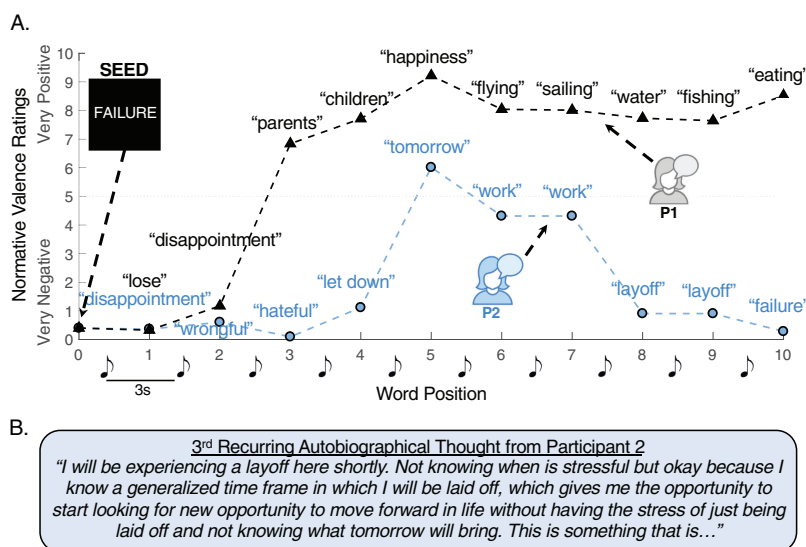 A.
SEED
FAILURE
Normative Valence Ratings
Very Negative
Very Positive
10
9
8
7
6
5
4
3
2
1
0
"lose"
"disappointment"
"parents"
"children"
"happiness"
"flying"
"sailing"
"water"
"fishing"
"eating'
P1
"disappointment"
"wrongful"
"hateful"
"let down"
"tomorrow"
"work"
"work"
"layoff"
"layoff"
"failure'
P2
0 1 2 3 4 5 6 7 8 9 10
3s
Word Position
B.
3rd Recurring Autobiographical Thought from Participant 2
"I will be experiencing a layoff here shortly. Not knowing when is stressful but okay because I
know a generalized time frame in which I will be laid off, which gives me the opportunity to
start looking for new opportunity to move forward in life without having the stress of just being
laid off and not knowing what tomorrow will bring. This is something that is…"